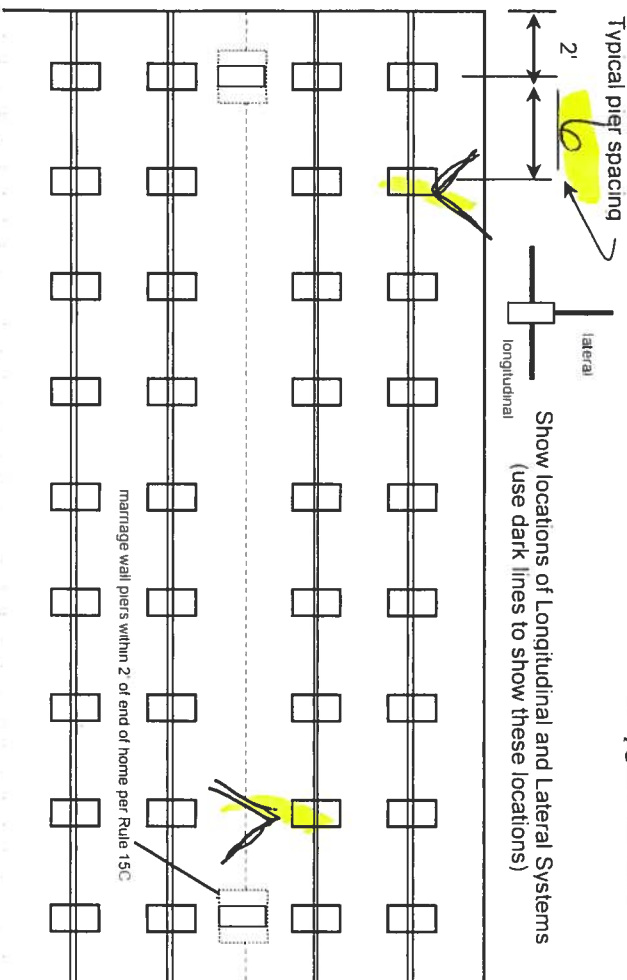 Typical pier spacing
2'
6
lateral
longitudinal
Show locations of Longitudinal and Lateral Systems
(use dark lines to show these locations)
marriage wall piers within 2' of end of home per Rule 15C